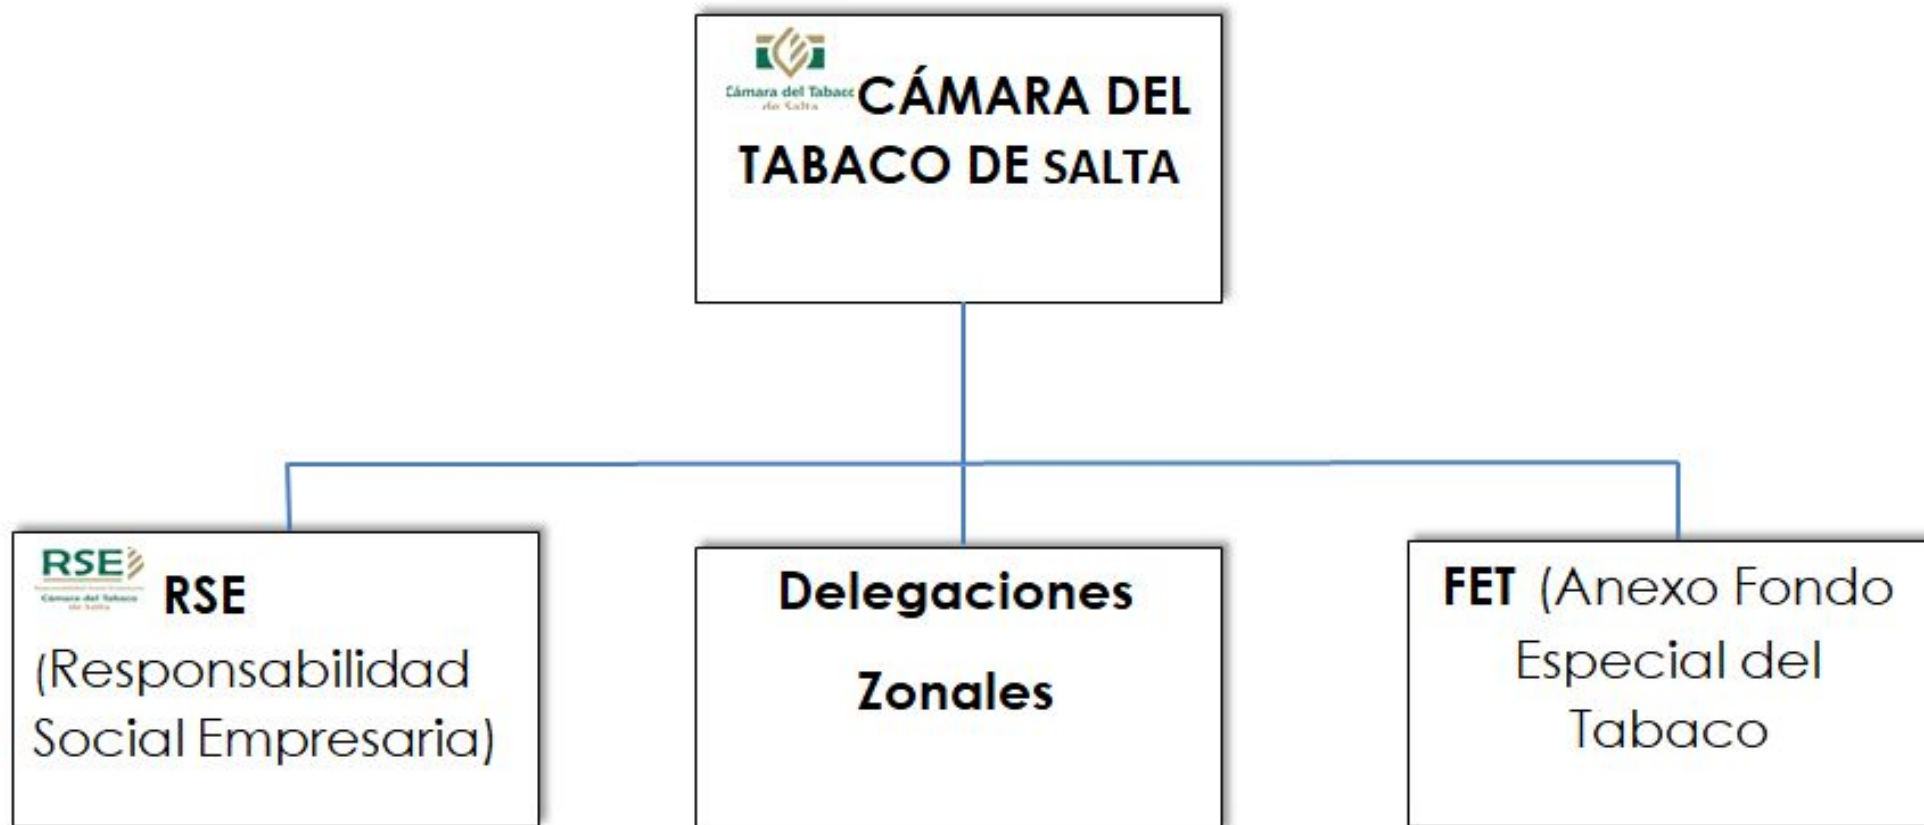 Cámara del Tabaco
de Salta
CÁMARA DEL
TABACO DE SALTA
RSE
Cámara del Tabaco
de Salta
RSE
(Responsabilidad
Social Empresaria)
Delegaciones
Zonales
FET (Anexo Fondo
Especial del
Tabaco